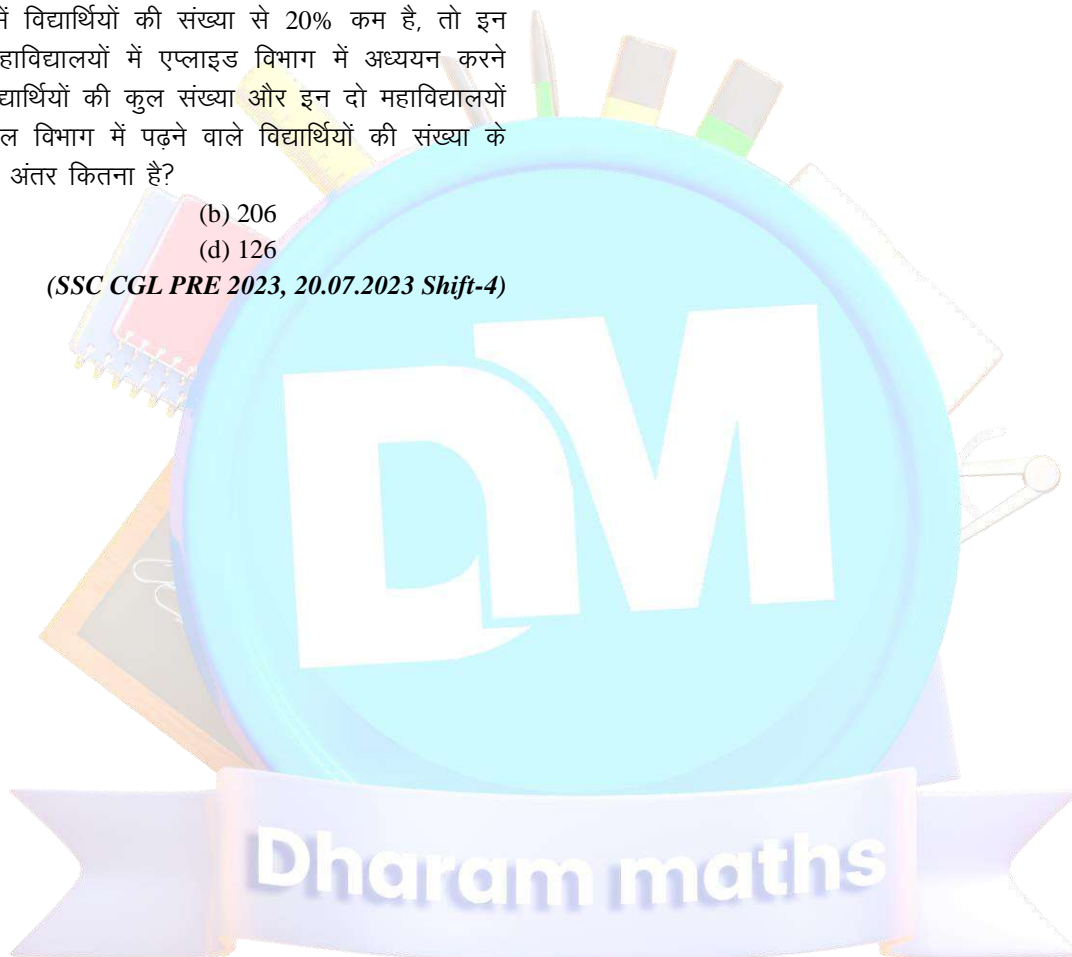 में विद्यार्थियों की संख्या से 20% कम है, तो इन
हाविद्यालयों में एप्लाइड विभाग में अध्ययन करने
द्यार्थियों की कुल संख्या और इन दो महाविद्यालयों
ल विभाग में पढ़ने वाले विद्यार्थियों की संख्या के
अंतर कितना है?
(b) 206
(d) 126
(SSC CGL PRE 2023, 20.07.2023 Shift-4)
DM
Dharam maths